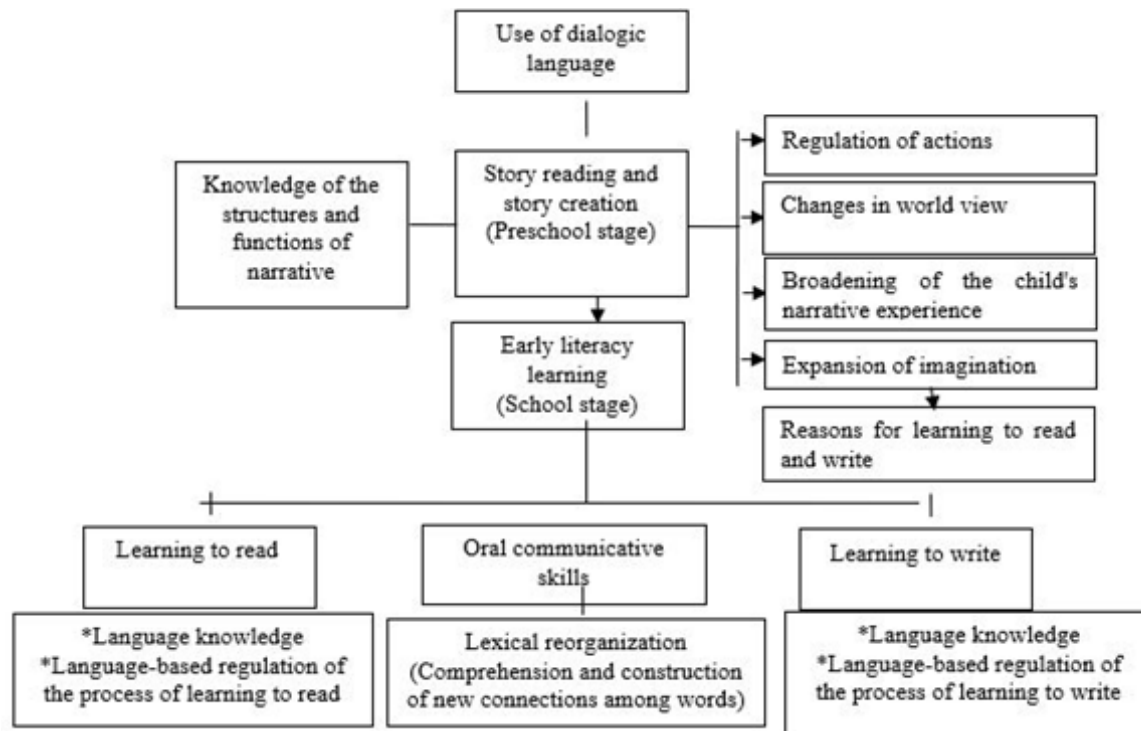 Use of dialogic
language
Knowledge of the
structures and
functions of
narrative
Story reading and
story creation
(Preschool stage)
Regulation of actions
Changes in world view
Broadening of the child's
narrative experience
Expansion of imagination
Reasons for learning to read
and write
Early literacy
learning
(School stage)
Learning to read
*Language knowledge
*Language-based regulation of
the process of learning to read
Oral communicative
skills
Lexical reorganization
(Comprehension and construction
of new connections among words)
Learning to write
*Language knowledge
*Language-based regulation of
the process of learning to write